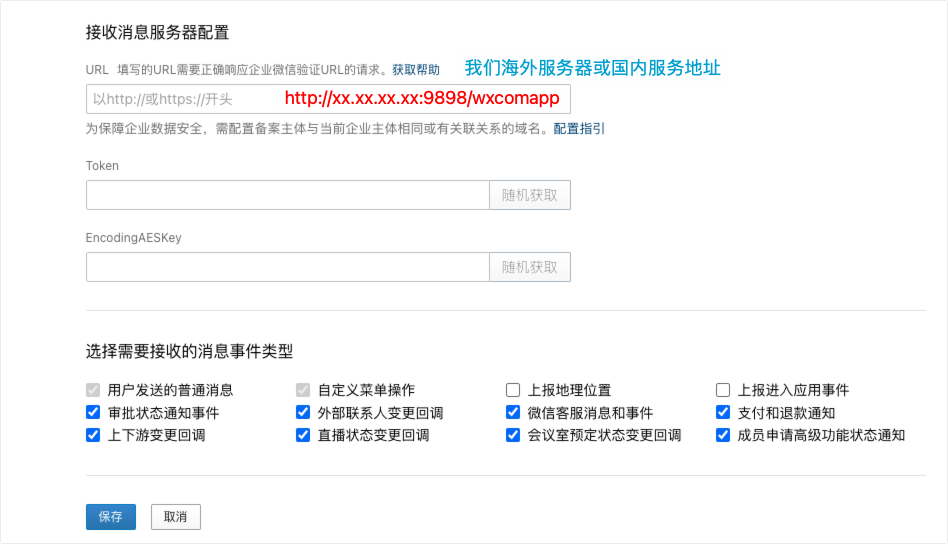 接收消息服务器配置
URL 填写的URL需要正确响应企业微信验证URL的请求。获取帮助 我们海外服务器或国内服务地址
以http://或https://开头 http://xx.xx.xx.xx:9898/wxcomapp
为保障企业数据安全，需配置备案主体与当前企业主体相同或有关联关系的域名。配置指引
Token
随机获取
EncodingAESKey
随机获取
选择需要接收的消息事件类型
用户发送的普通消息 自定义菜单操作 上报地理位置 上报进入应用事件
审批状态通知事件 外部联系人变更回调 微信客服消息和事件 支付和退款通知
上下游变更回调 直播状态变更回调 会议室预定状态变更回调 成员申请高级功能状态通知
保存 取消